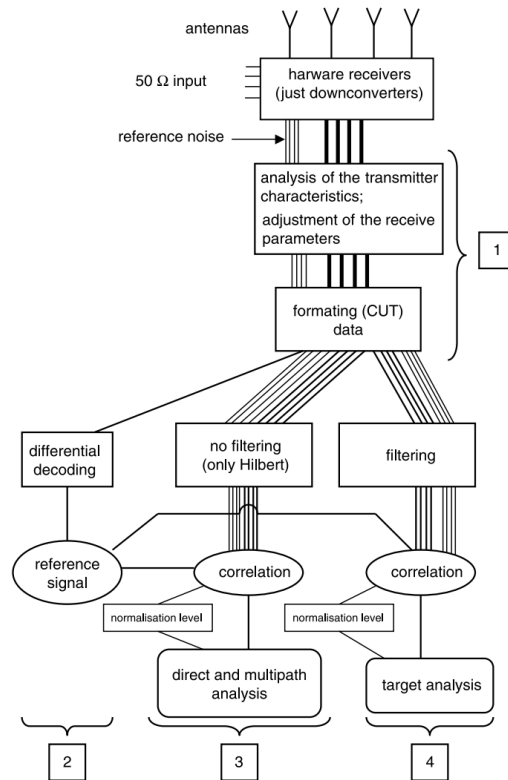 antennas
50 Ω input
harware receivers
(just downconverters)
reference noise
analysis of the transmitter
characteristics;
adjustment of the receive
parameters
1
formating (CUT)
data
differential
decoding
no filtering
(only Hilbert)
filtering
reference
signal
correlation
correlation
normalisation level
normalisation level
direct and multipath
analysis
target analysis
2
3
4